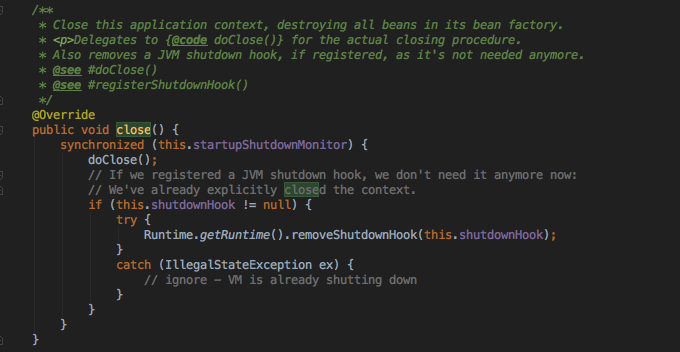 /**
 * Close this application context, destroying all beans in its bean factory.
 * <p>Delegates to {@code doClose()} for the actual closing procedure.
 * Also removes a JVM shutdown hook, if registered, as it's not needed anymore.
 * @see #doClose()
 * @see #registerShutdownHook()
 */
@Override
public void close() {
    synchronized (this.startupShutdownMonitor) {
        doClose();
        // If we registered a JVM shutdown hook, we don't need it anymore now:
        // We've already explicitly closed the context.
        if (this.shutdownHook != null) {
            try {
                Runtime.getRuntime().removeShutdownHook(this.shutdownHook);
            }
            catch (IllegalStateException ex) {
                // ignore - VM is already shutting down
            }
        }
    }
}